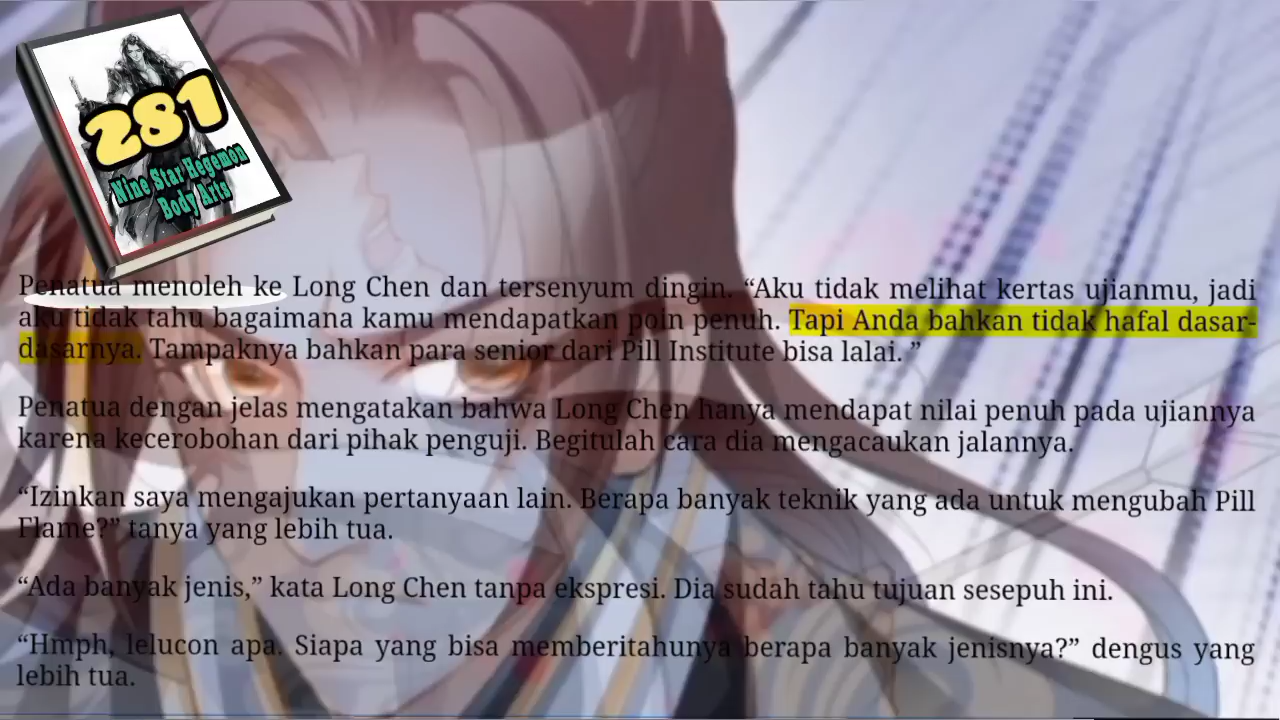 281
Nine Star Hegemon
Body Arts
Penatua menoleh ke Long Chen dan tersenyum dingin. “Aku tidak melihat kertas ujianmu, jadi
aku tidak tahu bagaimana kamu mendapatkan poin penuh. Tapi Anda bahkan tidak hafal dasar-
dasarnya. Tampaknya bahkan para senior dari Pill Institute bisa lalai. ”
Penatua dengan jelas mengatakan bahwa Long Chen hanya mendapat nilai penuh pada ujiannya
karena kecerobohan dari pihak penguji. Begitulah cara dia mengacaukan jalannya.
“Izinkan saya mengajukan pertanyaan lain. Berapa banyak teknik yang ada untuk mengubah Pill
Flame?” tanya yang lebih tua.
“Ada banyak jenis,” kata Long Chen tanpa ekspresi. Dia sudah tahu tujuan sesepuh ini.
“Hmph, lelucon apa. Siapa yang bisa memberitahunya berapa banyak jenisnya?” dengus yang
lebih tua.